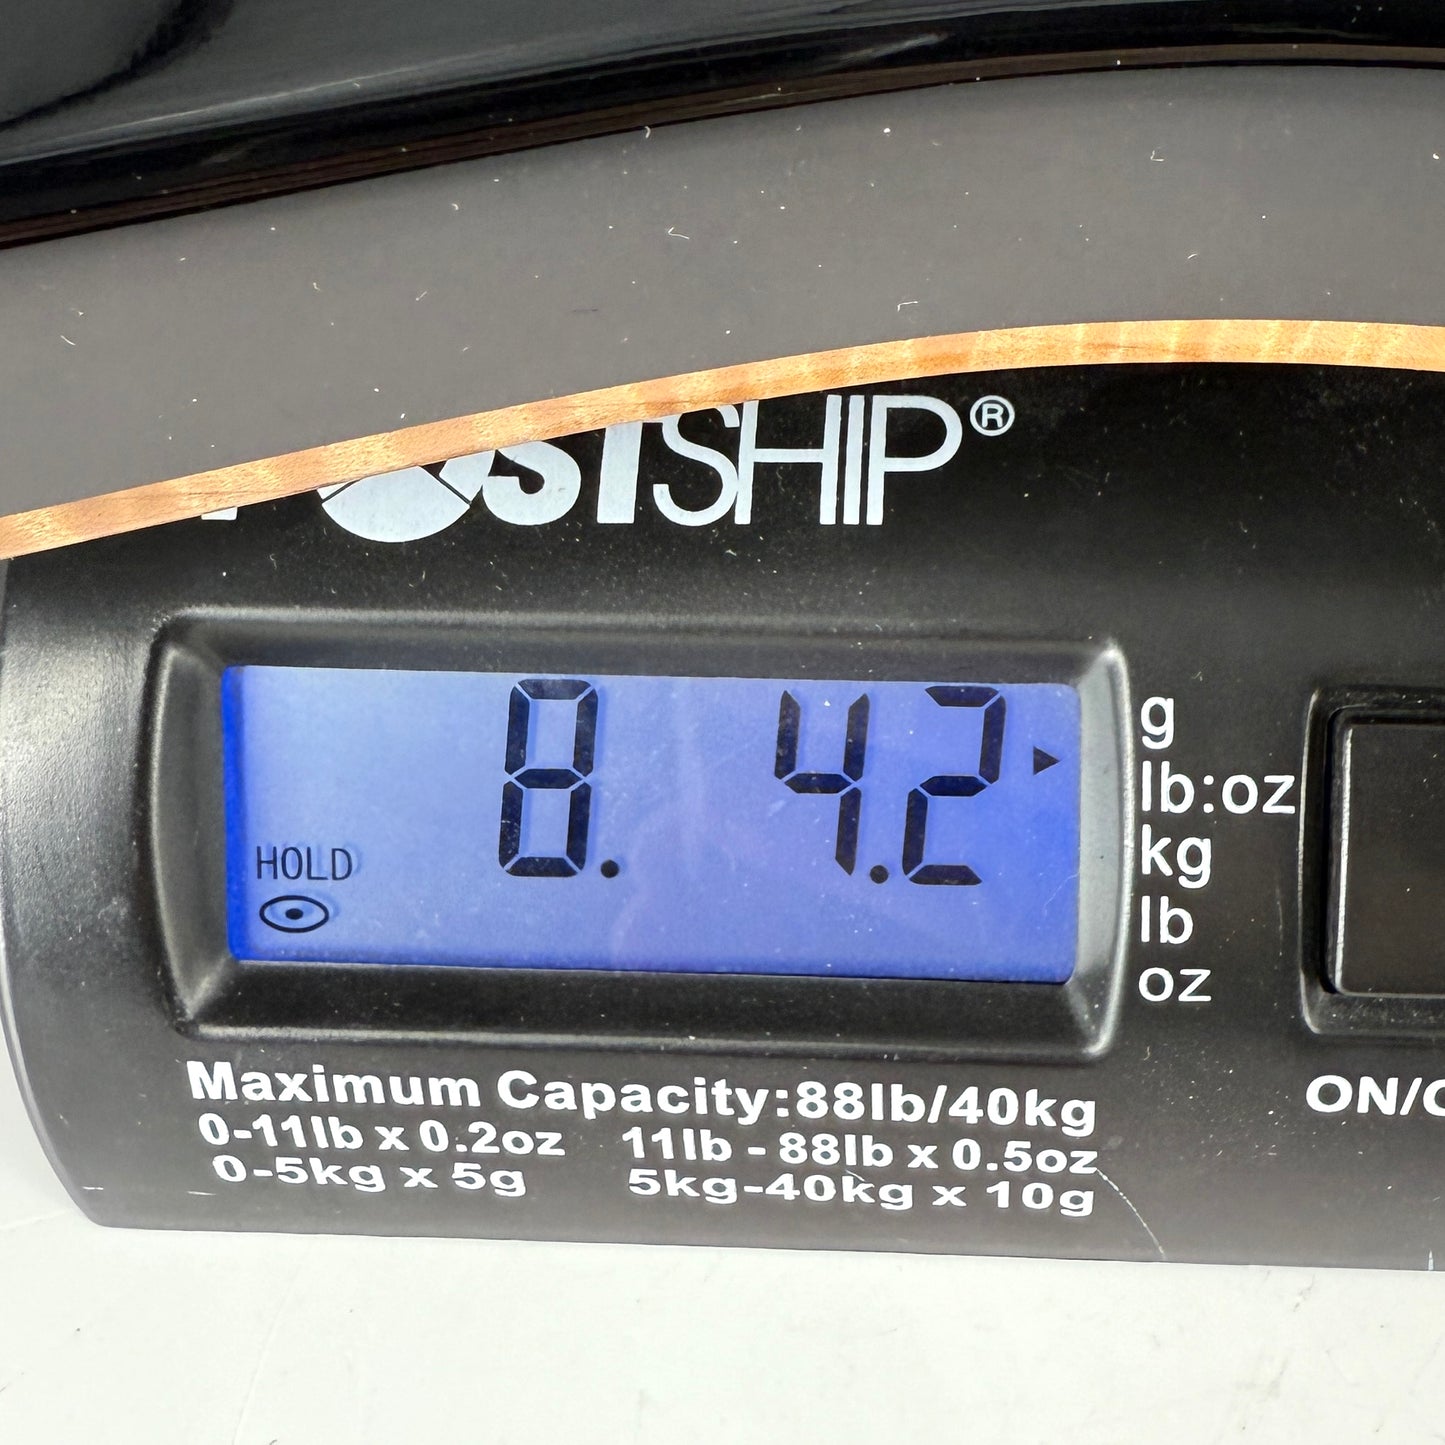 POSTSHIP®
8. 4.2
HOLD
g
lb:oz
kg
lb
oz
Maximum Capacity:88lb/40kg
0-11lb x 0.2oz 11lb - 88lb x 0.5oz
0-5kg x 5g 5kg-40kg x 10g